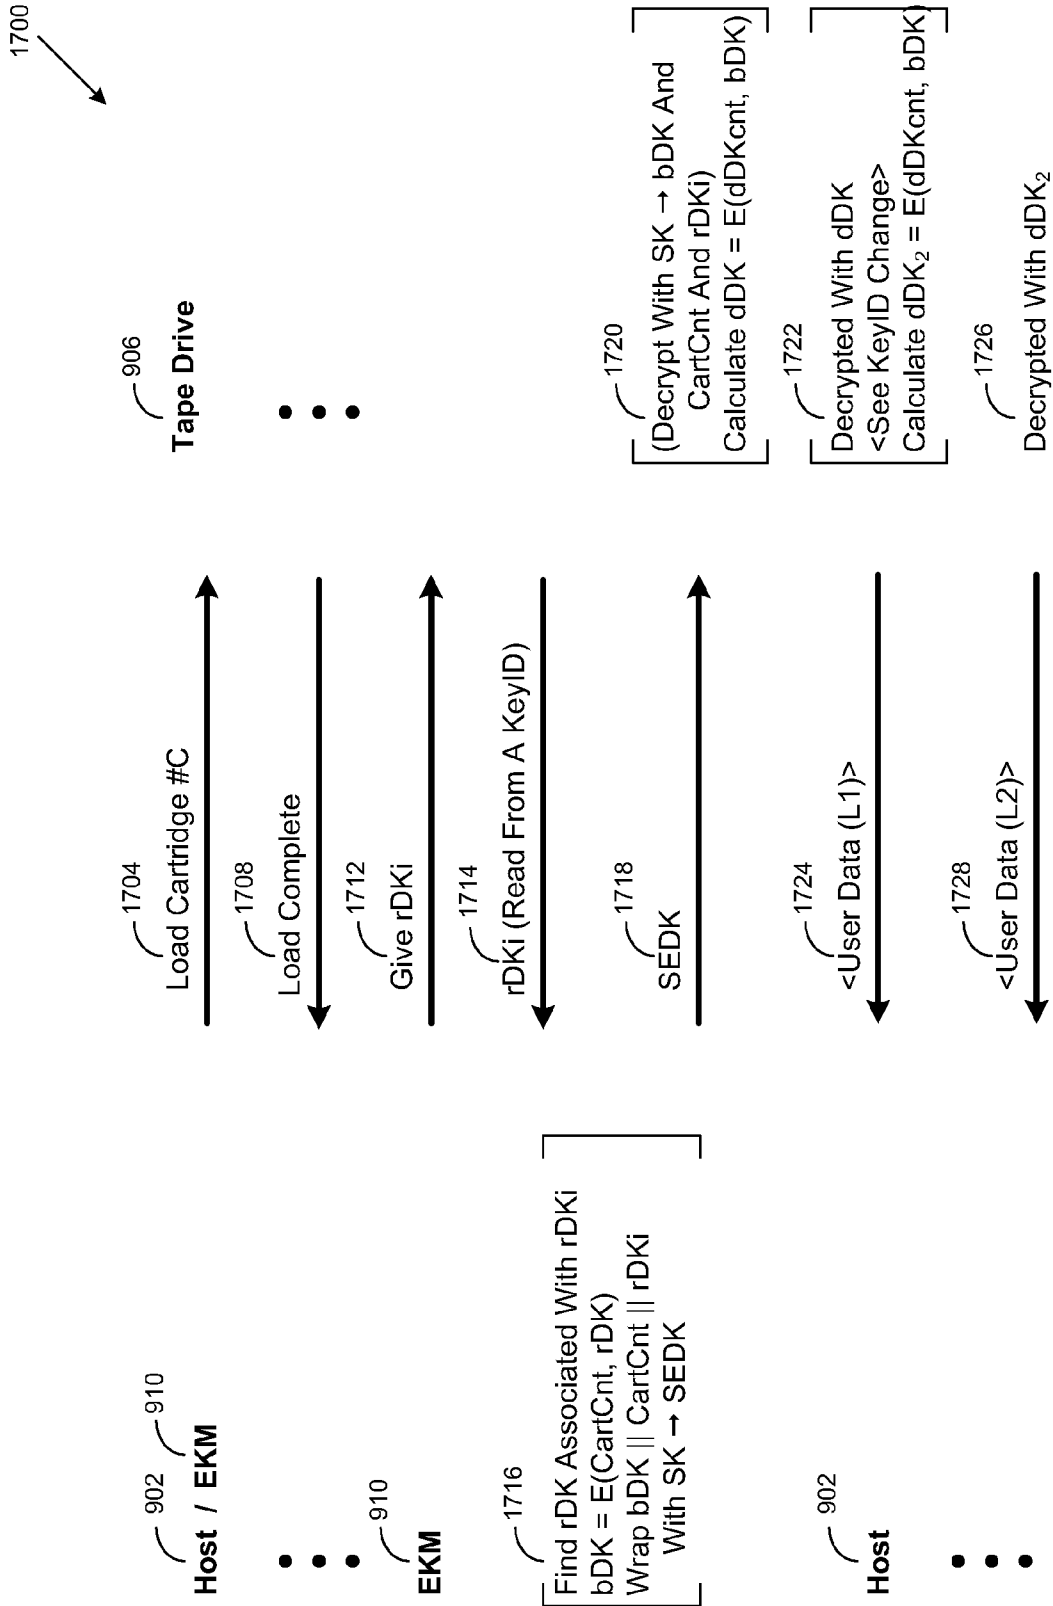 1700
902
910
Host / EKM
906
Tape Drive
1704
Load Cartridge #C
1708
Load Complete
910
EKM
1712
Give rDKi
1714
rDKi (Read From A KeyID)
1716
Find rDK Associated With rDKi
bDK = E(CartCnt, rDK)
Wrap bDK || CartCnt || rDKi
With SK → SEDK
1718
SEDK
1720
(Decrypt With SK → bDK And
CartCnt And rDKi)
Calculate dDK = E(dDKcnt, bDK)
902
Host
1724
<User Data (L1)>
1722
Decrypted With dDK
<See KeyID Change>
Calculate dDK₂ = E(dDKcnt, bDK)
1728
<User Data (L2)>
1726
Decrypted With dDK₂